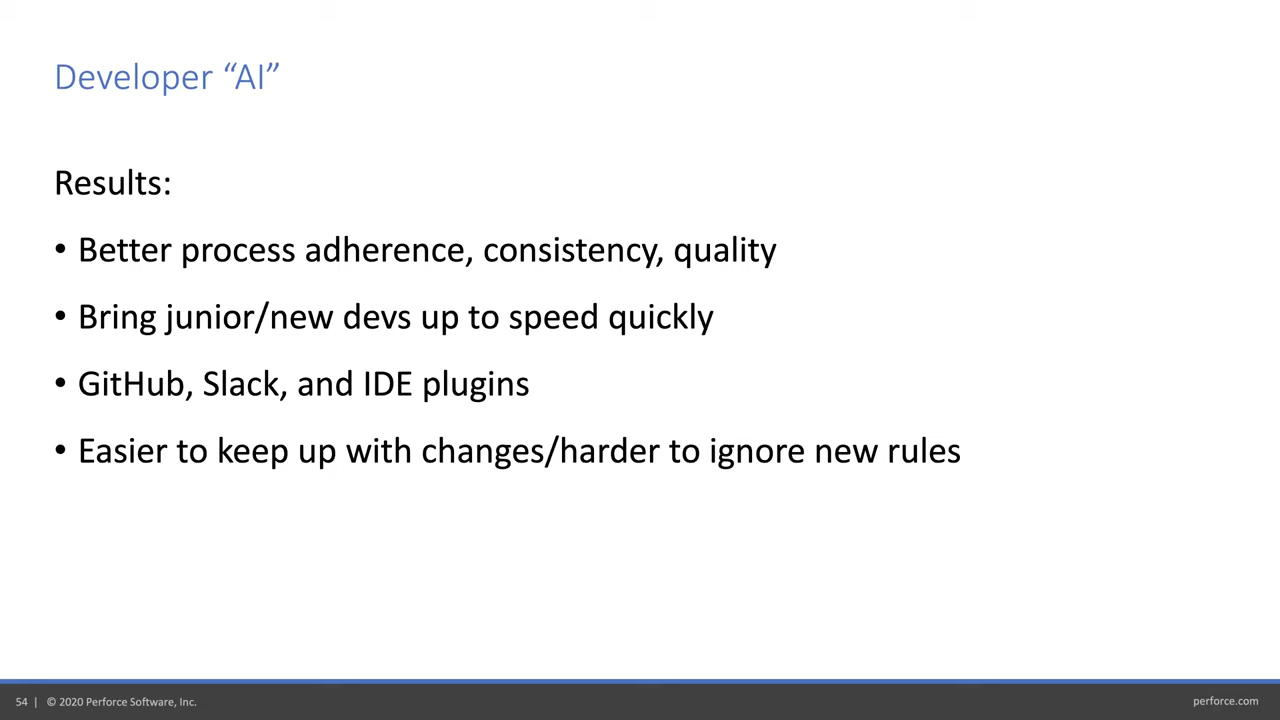 Developer “AI”
Results:
• Better process adherence, consistency, quality
• Bring junior/new devs up to speed quickly
• GitHub, Slack, and IDE plugins
• Easier to keep up with changes/harder to ignore new rules
54 | © 2020 Perforce Software, Inc.
perforce.com